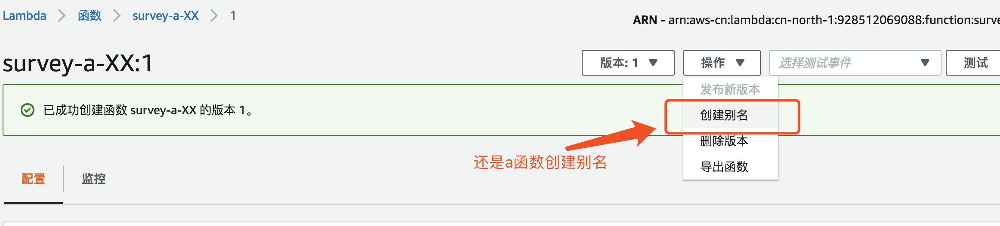 Lambda > 函数 > survey-a-XX > 1
ARN - arn:aws-cn:lambda:cn-north-1:928512069088:function:surve
survey-a-XX:1
版本: 1
操作
选择测试事件
测试
发布新版本
已成功创建函数 survey-a-XX 的版本 1。
创建别名
删除版本
还是a函数创建别名
导出函数
配置
监控